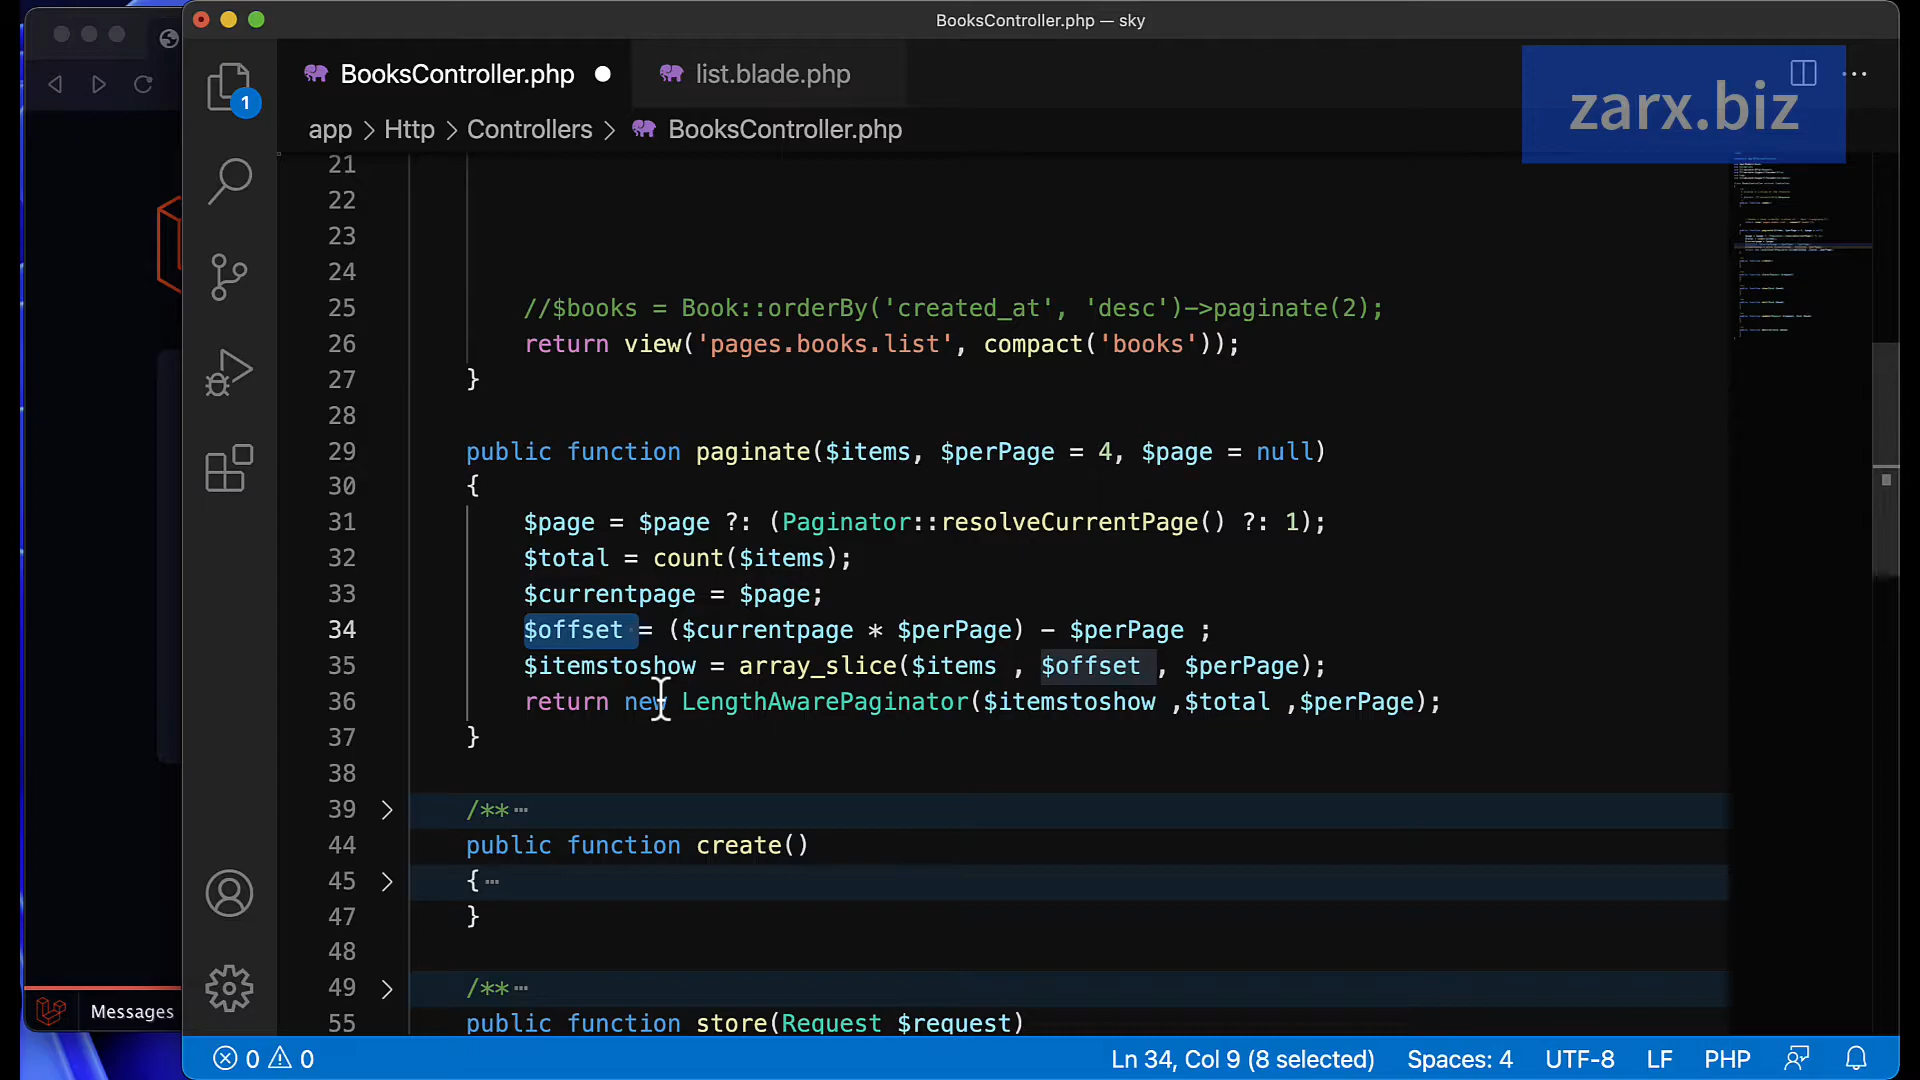 BooksController.php — sky
BooksController.php
list.blade.php
zarx.biz
1
app > Http > Controllers > BooksController.php
21
22
23
24
25 //$books = Book::orderBy('created_at', 'desc')->paginate(2);
26 return view('pages.books.list', compact('books'));
27 }
28
29 public function paginate($items, $perPage = 4, $page = null)
30 {
31 $page = $page ?: (Paginator::resolveCurrentPage() ?: 1);
32 $total = count($items);
33 $currentpage = $page;
34 $offset = ($currentpage * $perPage) - $perPage ;
35 $itemstoshow = array_slice($items , $offset , $perPage);
36 return new LengthAwarePaginator($itemstoshow ,$total ,$perPage);
37 }
38
39 /** ⋯
44 public function create()
45 { ⋯
47 }
48
49 /** ⋯
55 public function store(Request $request)
Messages
0 0
Ln 34, Col 9 (8 selected) Spaces: 4 UTF-8 LF PHP